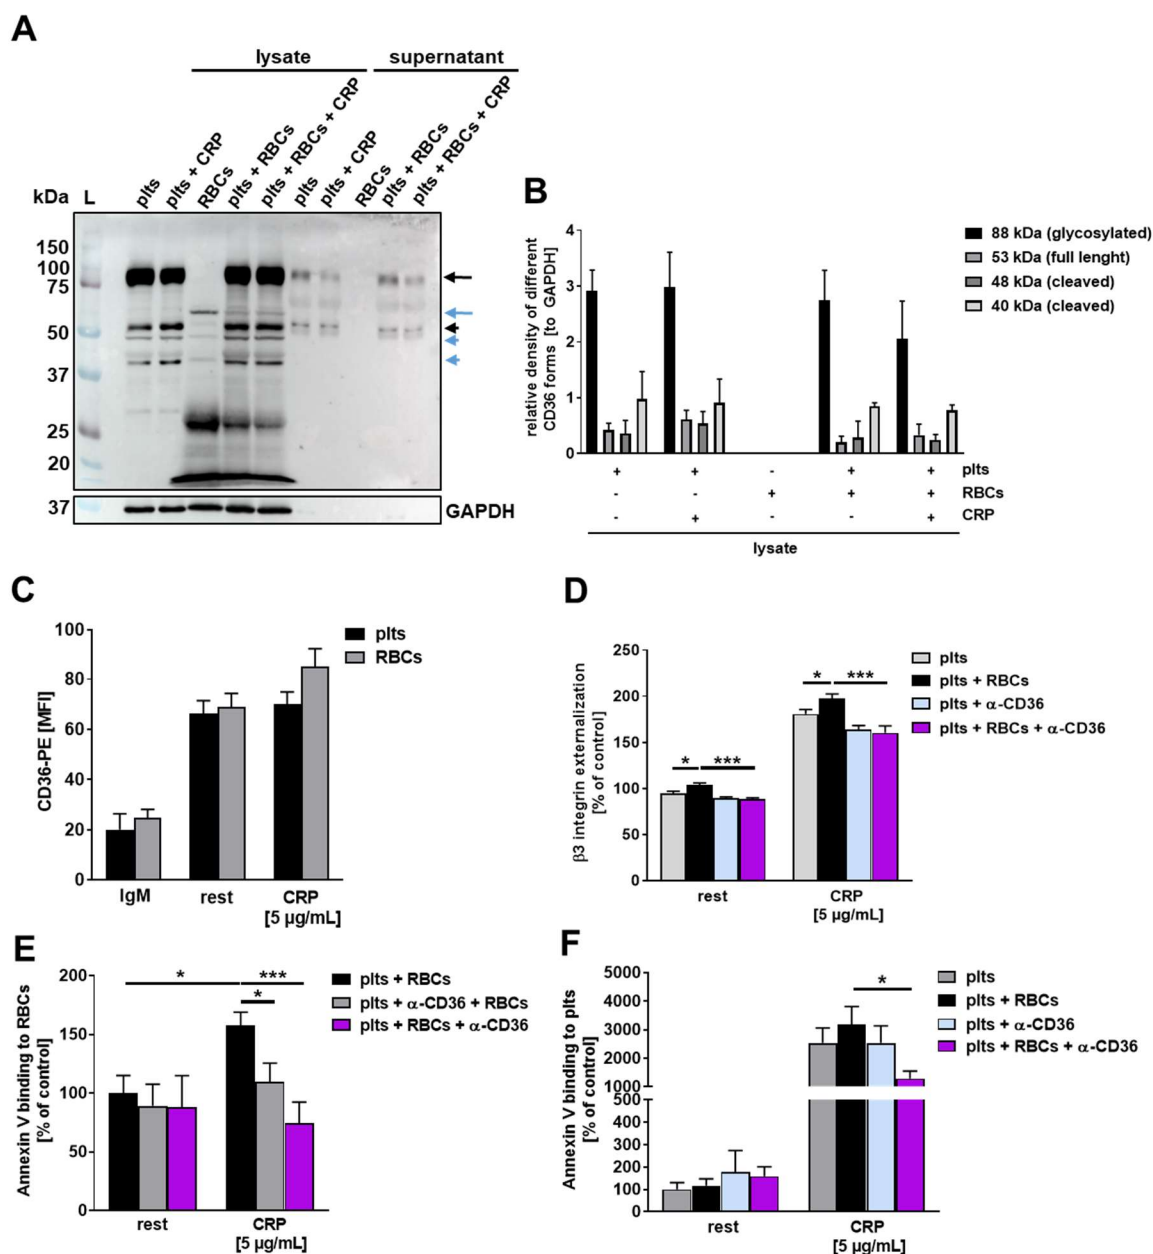 A
lysate
supernatant
kDa
L
plts
plts + CRP
RBCs
plts + RBCs
plts + RBCs + CRP
plts
plts + CRP
RBCs
plts + RBCs
plts + RBCs + CRP
150
100
75
50
37
25
20
37
GAPDH
B
relative density of different
CD36 forms [to GAPDH]
4
3
2
1
0
88 kDa (glycosylated)
53 kDa (full lenght)
48 kDa (cleaved)
40 kDa (cleaved)
+ + - + + plts
- - + + + RBCs
- + - - + CRP
lysate
C
CD36-PE [MFI]
100
80
60
40
20
0
plts
RBCs
IgM
rest
CRP
[5 µg/mL]
D
β3 integrin externalization
[% of control]
250
200
150
100
50
0
* ***
* ***
plts
plts + RBCs
plts + α-CD36
plts + RBCs + α-CD36
rest
CRP
[5 µg/mL]
E
Annexin V binding to RBCs
[% of control]
200
150
100
50
0
* ***
*
plts + RBCs
plts + α-CD36 + RBCs
plts + RBCs + α-CD36
rest
CRP
[5 µg/mL]
F
Annexin V binding to plts
[% of control]
5000
4000
3000
2000
1000
500
400
300
200
100
0
*
plts
plts + RBCs
plts + α-CD36
plts + RBCs + α-CD36
rest
CRP
[5 µg/mL]